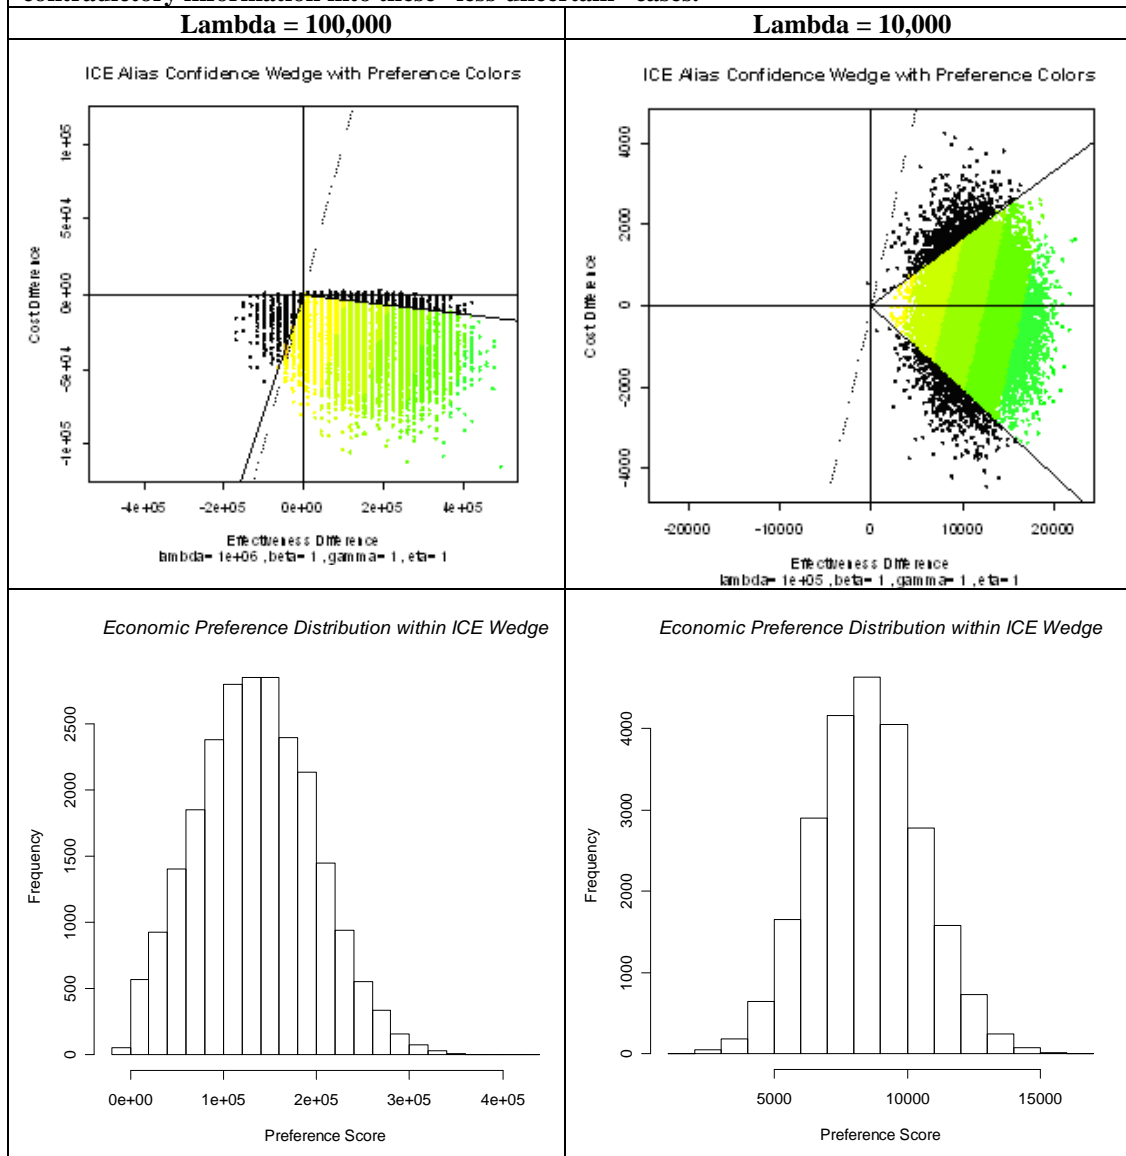 Lambda = 100,000
Lambda = 10,000
ICE Alias Confidence Wedge with Preference Colors
Cost Difference
1e+05
5e+04
0e+00
-5e+04
-1e+05
-4e+05 -2e+05 0e+00 2e+05 4e+05
Effectiveness Difference
lambda= 1e+06 ,beta= 1 ,gamma= 1 ,eta= 1
ICE Alias Confidence Wedge with Preference Colors
Cost Difference
4000
2000
0
-2000
-4000
-20000 -10000 0 10000 20000
Effectiveness Difference
lambda= 1e+05 ,beta= 1 ,gamma= 1 ,eta= 1
Economic Preference Distribution within ICE Wedge
Frequency
2500
2000
1500
1000
500
0
0e+00 1e+05 2e+05 3e+05 4e+05
Preference Score
Economic Preference Distribution within ICE Wedge
Frequency
4000
3000
2000
1000
0
5000 10000 15000
Preference Score